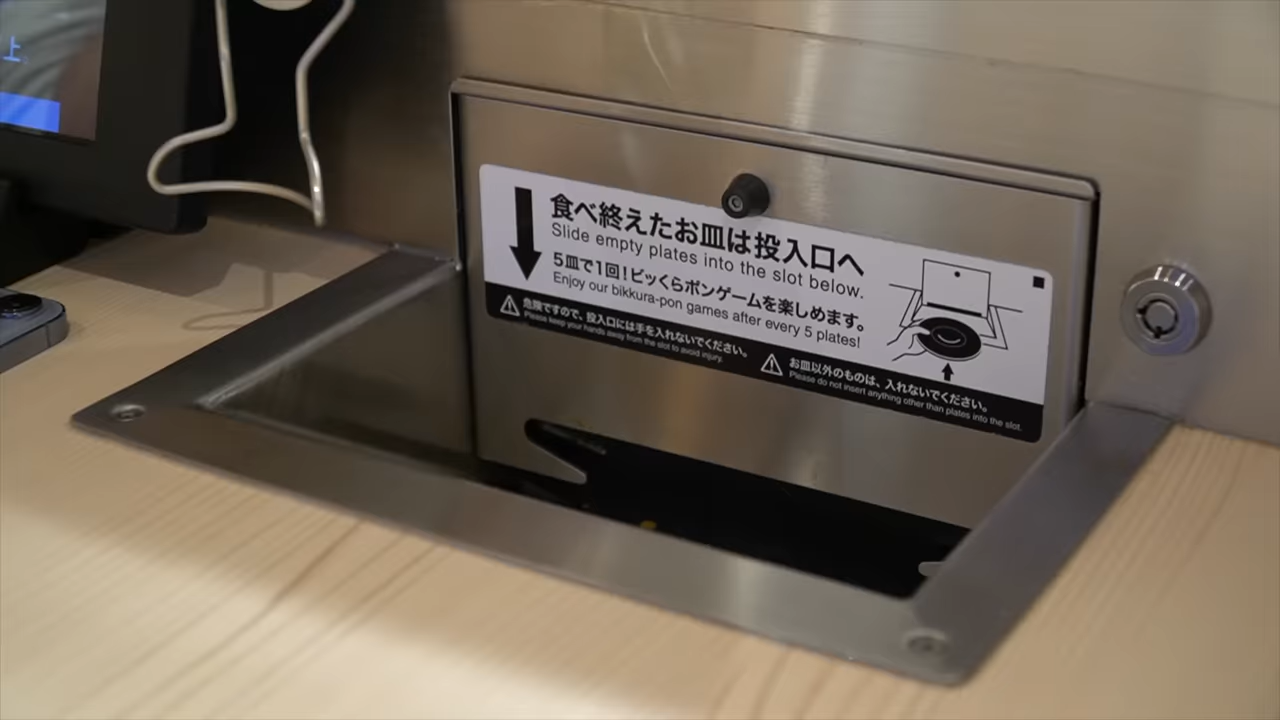 上
食べ終えたお皿は投入口へ
Slide empty plates into the slot below.
5皿で1回！ビッくらポンゲームを楽しめます。
Enjoy our bikkura-pon games after every 5 plates!
危険ですので、投入口には手を入れないでください。
Please keep your hands away from the slot to avoid injury.
お皿以外のものは、入れないでください。
Please do not insert anything other than plates into the slot.